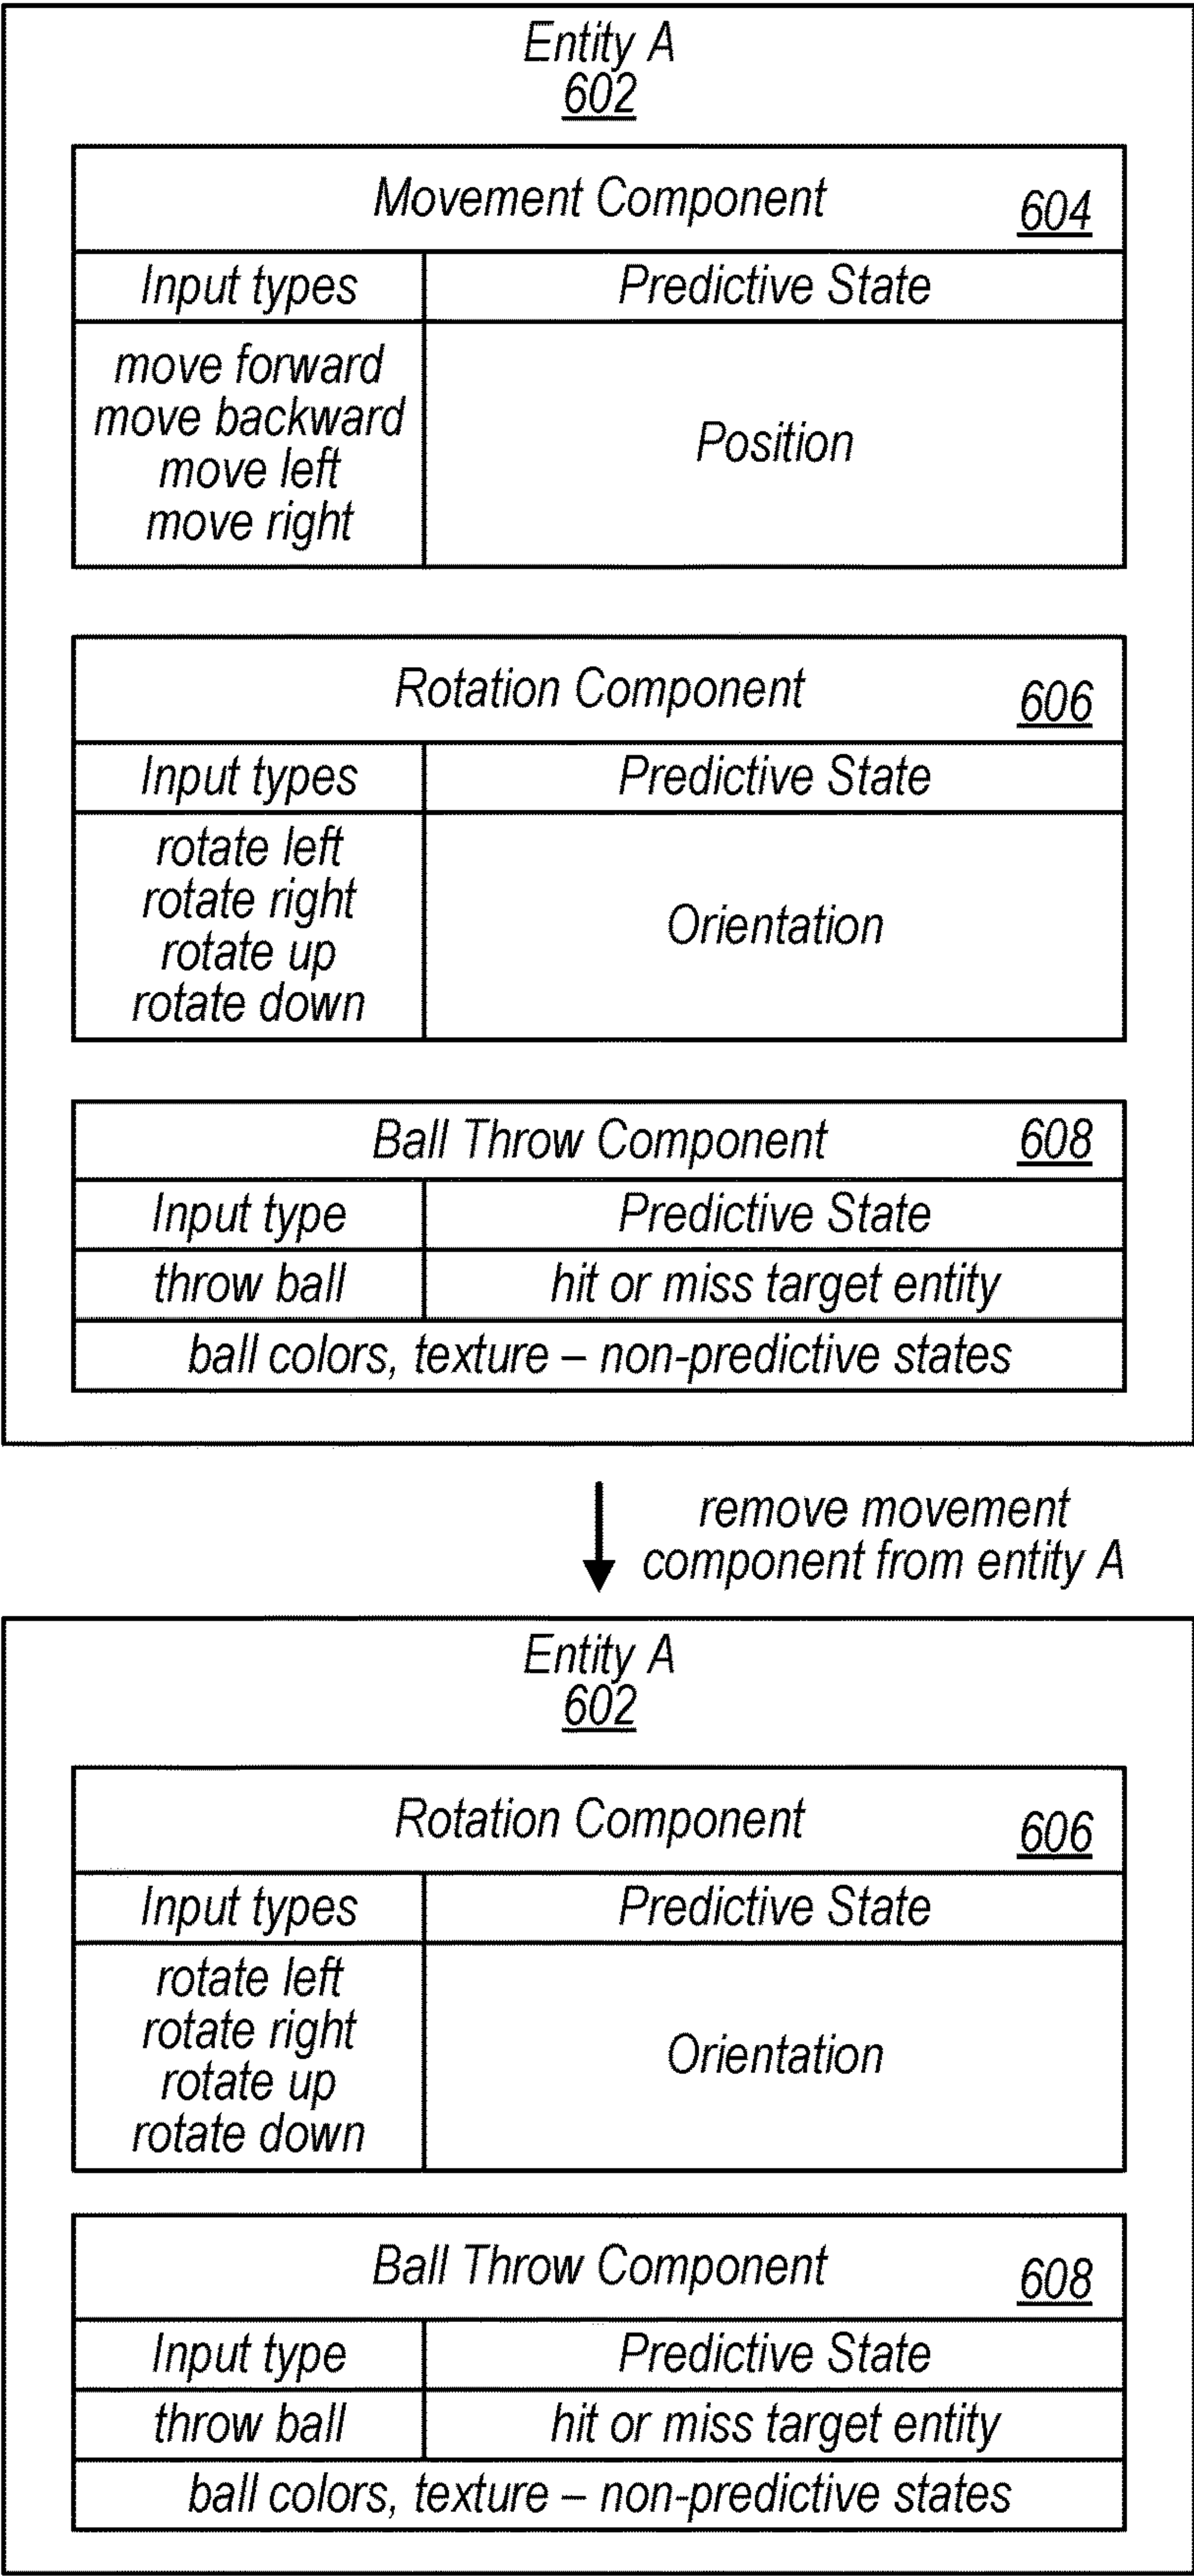 Entity A
602
Movement Component 604
Input types Predictive State
move forward
move backward
move left
move right
Position
Rotation Component 606
Input types Predictive State
rotate left
rotate right
rotate up
rotate down
Orientation
Ball Throw Component 608
Input type Predictive State
throw ball hit or miss target entity
ball colors, texture – non-predictive states
remove movement
component from entity A
Entity A
602
Rotation Component 606
Input types Predictive State
rotate left
rotate right
rotate up
rotate down
Orientation
Ball Throw Component 608
Input type Predictive State
throw ball hit or miss target entity
ball colors, texture – non-predictive states